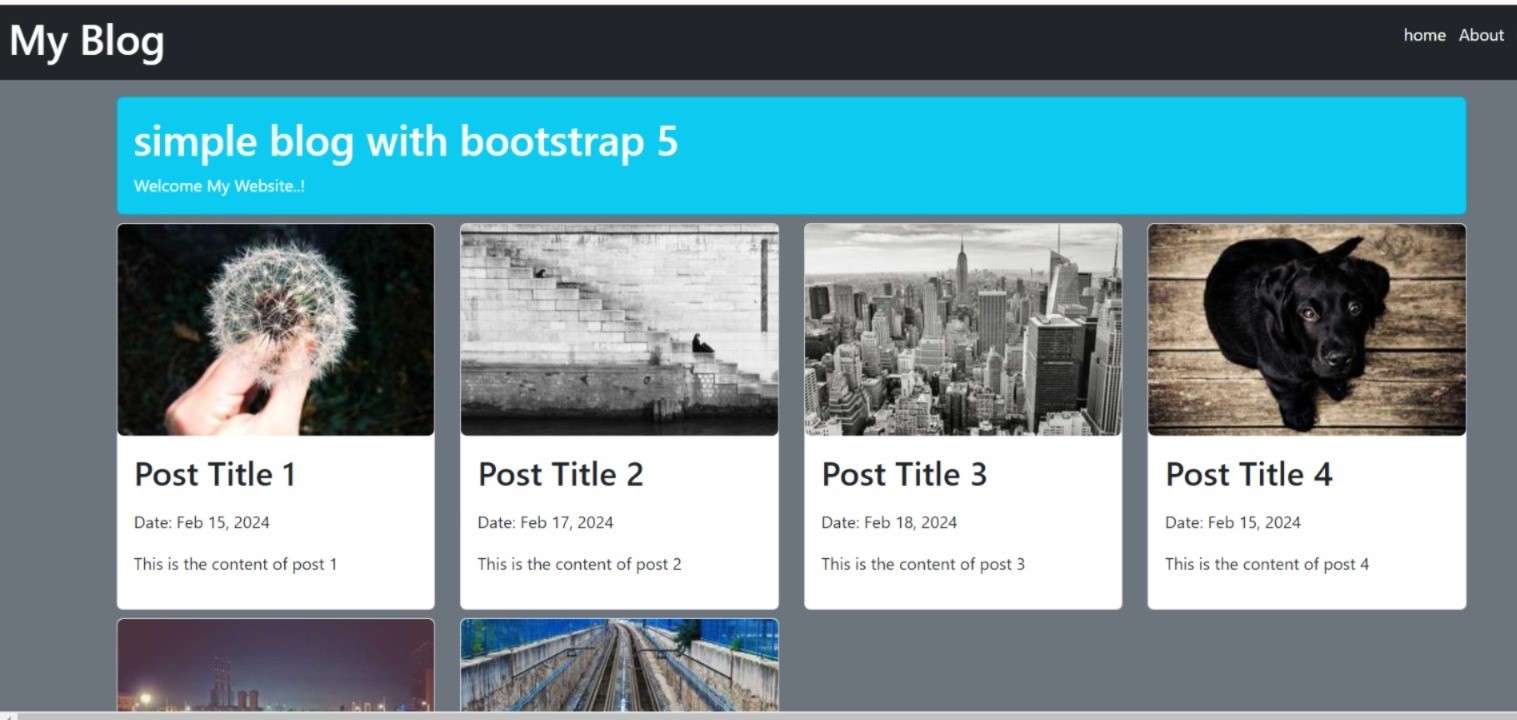 My Blog
home About
simple blog with bootstrap 5
Welcome My Website..!
Post Title 1
Date: Feb 15, 2024
This is the content of post 1
Post Title 2
Date: Feb 17, 2024
This is the content of post 2
Post Title 3
Date: Feb 18, 2024
This is the content of post 3
Post Title 4
Date: Feb 15, 2024
This is the content of post 4